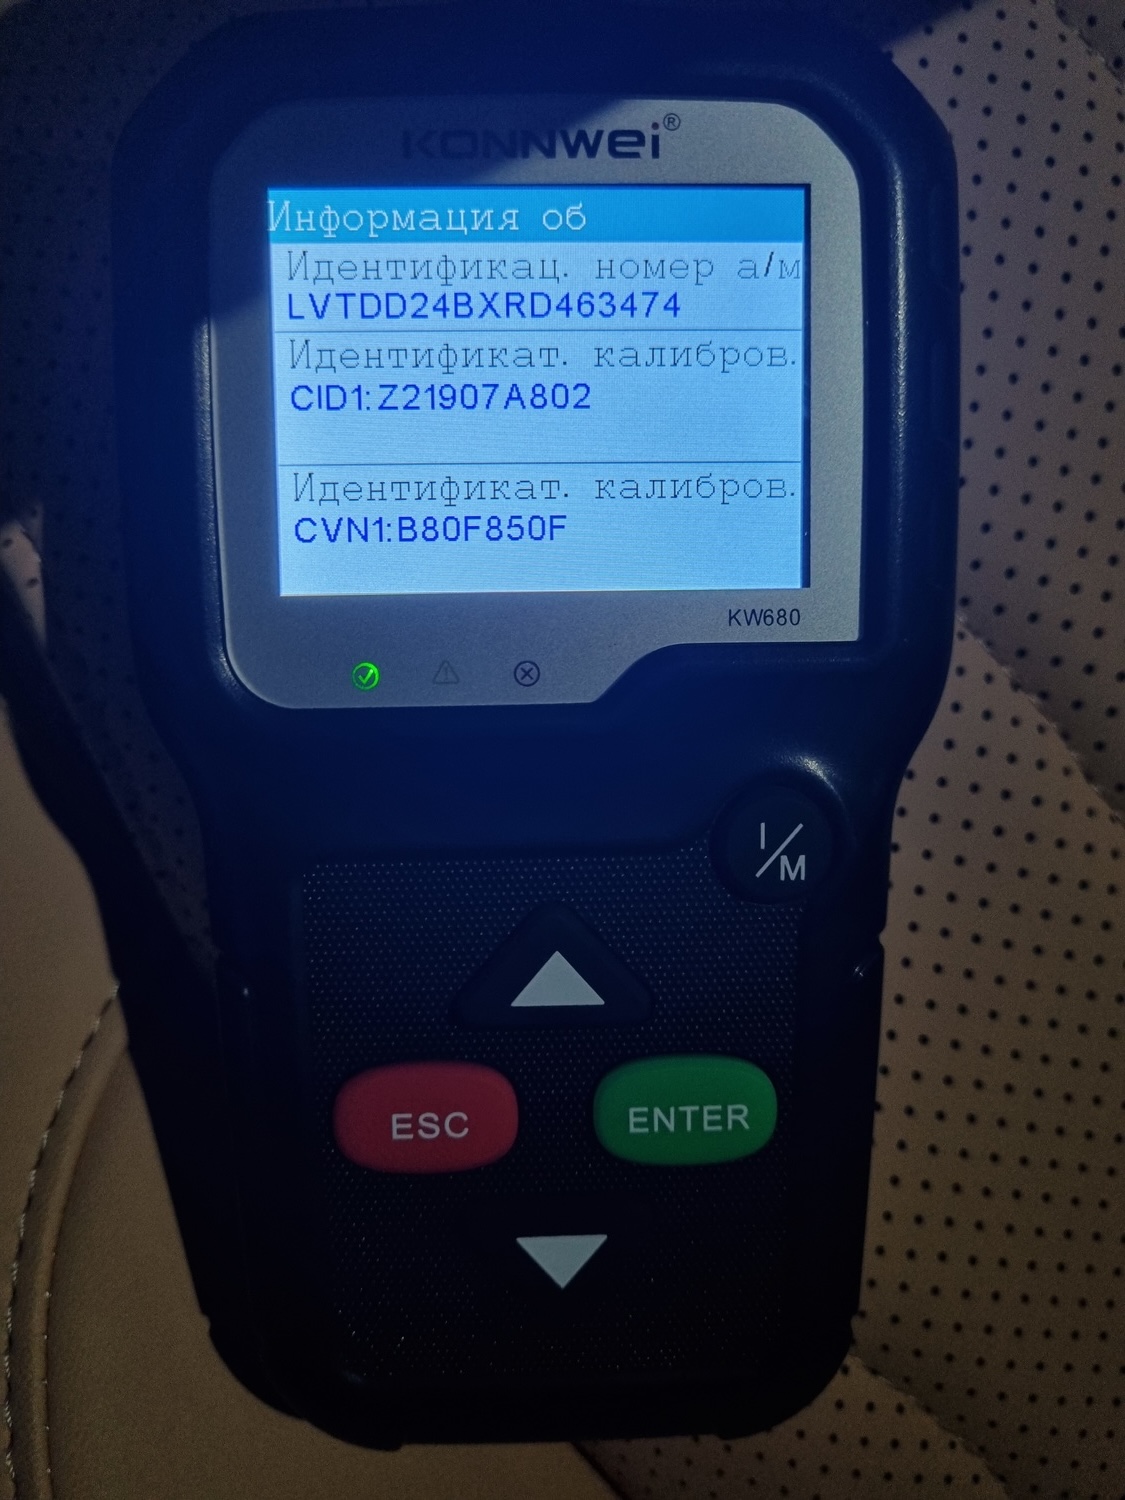 KONNWEI®
Информация об
Идентификац. номер а/м
LVTDD24BXRD463474
Идентификат. калибров.
CID1:Z21907A802
Идентификат. калибров.
CVN1:B80F850F
KW680
I/M
ESC
ENTER